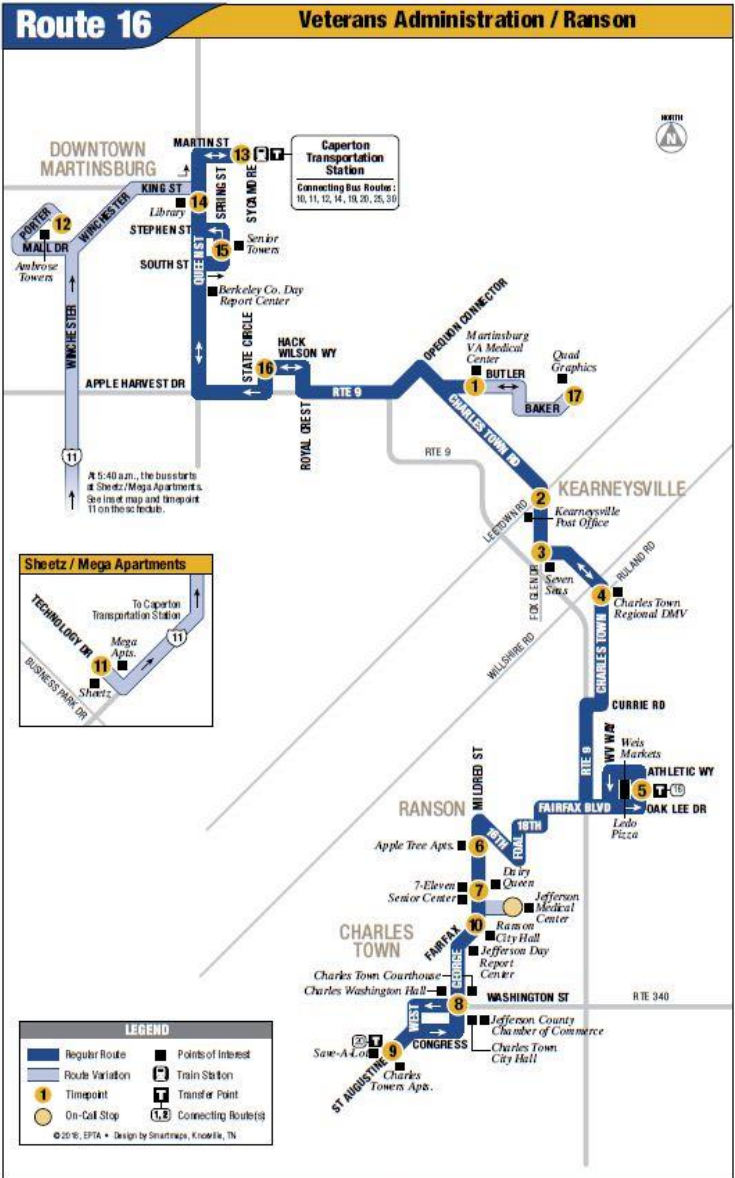 Route 16
Veterans Administration / Ranson
NORTH
N
DOWNTOWN
MARTINSBURG
MARTIN ST
13
T
Caperton
Transportation
Station
Connecting Bus Routes:
10, 11, 12, 14, 19, 20, 25, 30
KING ST
SPRING ST
SYCAMORE
14
Library
WINCHESTER
PORTER
12
MALL DR
Ambrose
Towers
STEPHEN ST
15
Senior
Towers
SOUTH ST
QUEEN ST
Berkeley Co. Day
Report Center
WINCHESTER
STATE CIRCLE
HACK
WILSON WY
16
APPLE HARVEST DR
ROYAL CREST
RTE 9
OPEQUON CONNECTOR
Martinsburg
VA Medical
Center
BUTLER
Quad
Graphics
1
17
BAKER
CHARLES TOWN RD
RTE 9
11
At 5:40 a.m., the bus starts
at Sheetz/Mega Apartments.
See inset map and timepoint
11 on the schedule.
2
KEARNEYSVILLE
LEETOWN RD
Kearneysville
Post Office
3
Seven
Seas
FOX GLEN DR
RULAND RD
4
Charles Town
Regional DMV
WILLSHIRE RD
CHARLES TOWN
Sheetz / Mega Apartments
To Caperton
Transportation Station
TECHNOLOGY DR
11
Mega
Apts.
11
Sheetz
BUSINESS PARK DR
CURRIE RD
RTE 9
WV WAY
Weis
Markets
ATHLETIC WY
5
T
16
OAK LEE DR
FAIRFAX BLVD
Ledo
Pizza
MILDRED ST
RANSON
16TH
FOAL
18TH
Apple Tree Apts.
6
Dairy
Queen
7-Eleven
Senior Center
7
Jefferson
Medical
Center
10
FAIRFAX
Ranson
City Hall
CHARLES
TOWN
Jefferson Day
Report
Center
GEORGE
Charles Town Courthouse
Charles Washington Hall
8
WASHINGTON ST
RTE 340
WEST
CONGRESS
Jefferson County
Chamber of Commerce
Charles Town
City Hall
20
T
Save-A-Lot
9
ST AUGUSTINE
Charles
Towers Apts.
LEGEND
Regular Route
Points of Interest
Route Variation
Train Station
1
Timepoint
T
Transfer Point
On-Call Stop
1, 2
Connecting Route(s)
© 2018, EPTA • Design by Smartmaps, Knoxville, TN